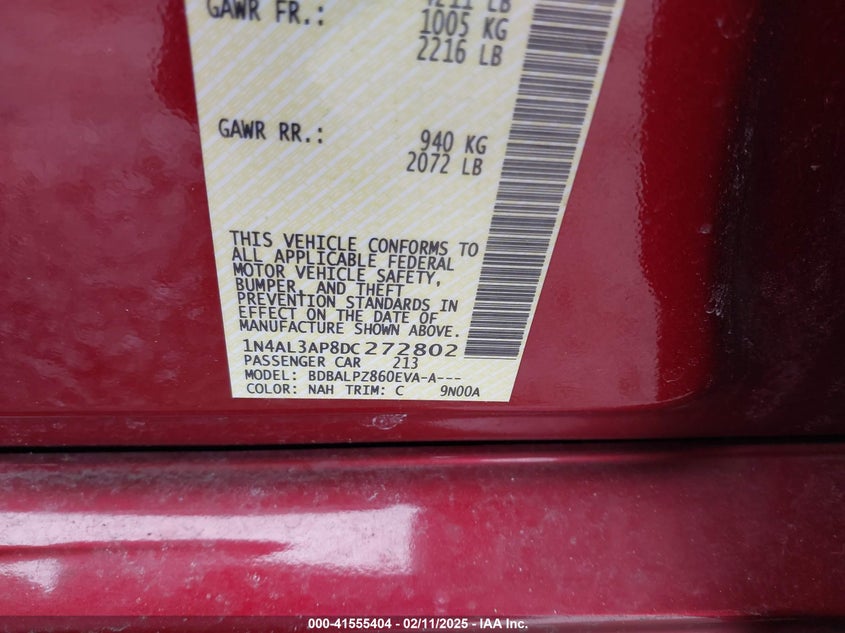 GAWR FR.: 1005 KG
2216 LB
GAWR RR.: 940 KG
2072 LB
THIS VEHICLE CONFORMS TO
ALL APPLICABLE FEDERAL
MOTOR VEHICLE SAFETY,
BUMPER, AND THEFT
PREVENTION STANDARDS IN
EFFECT ON THE DATE OF
MANUFACTURE SHOWN ABOVE.
1N4AL3AP8DC272802
PASSENGER CAR 213
MODEL: BDBALPZ860EVA-A---
COLOR: NAH TRIM: C 9N00A
000-41555404 - 02/11/2025 - IAA Inc.